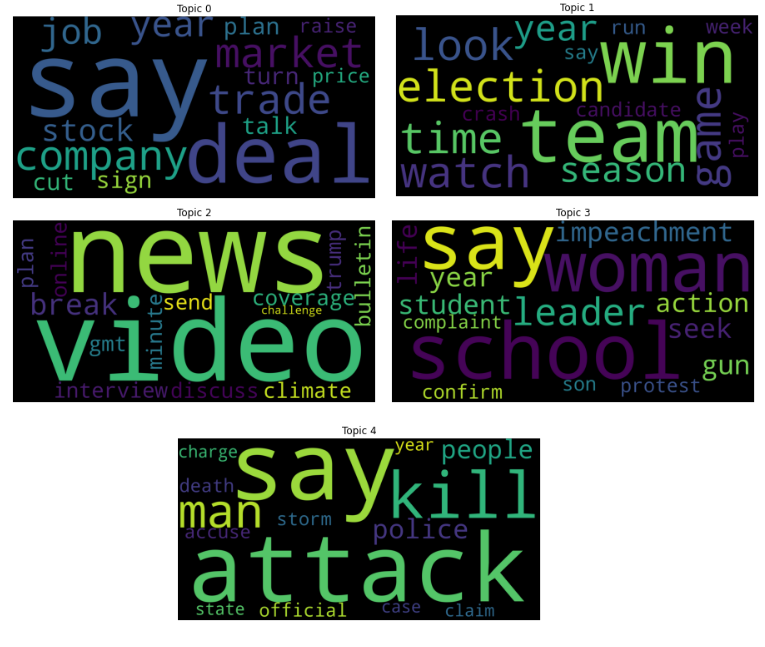 Topic 0
job year plan raise
say market
turn price
trade
stock talk
company deal
cut sign
Topic 1
look year run week
say win
election
crash candidate game
time team play
watch season
Topic 2
plan online news trump bulletin
break minute send coverage
challenge
gmt video
interview discuss climate
Topic 3
life say impeachment
year woman
student leader action
complaint seek
school gun
son protest
confirm
Topic 4
charge say year people
death kill
man storm police
accuse
attack
state official case claim